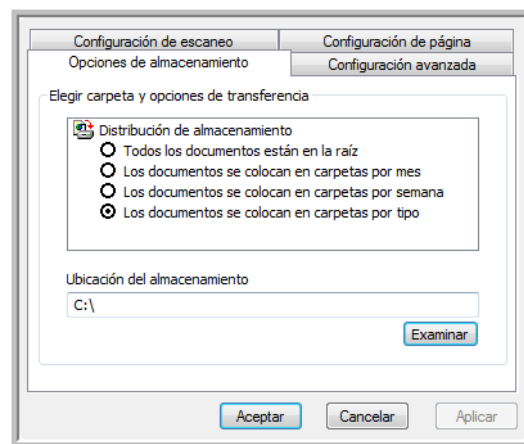 Configuración de escaneo
Configuración de página
Opciones de almacenamiento
Configuración avanzada
Elegir carpeta y opciones de transferencia
Distribución de almacenamiento
Todos los documentos están en la raíz
Los documentos se colocan en carpetas por mes
Los documentos se colocan en carpetas por semana
Los documentos se colocan en carpetas por tipo
Ubicación del almacenamiento
C:\
Examinar
Aceptar
Cancelar
Aplicar